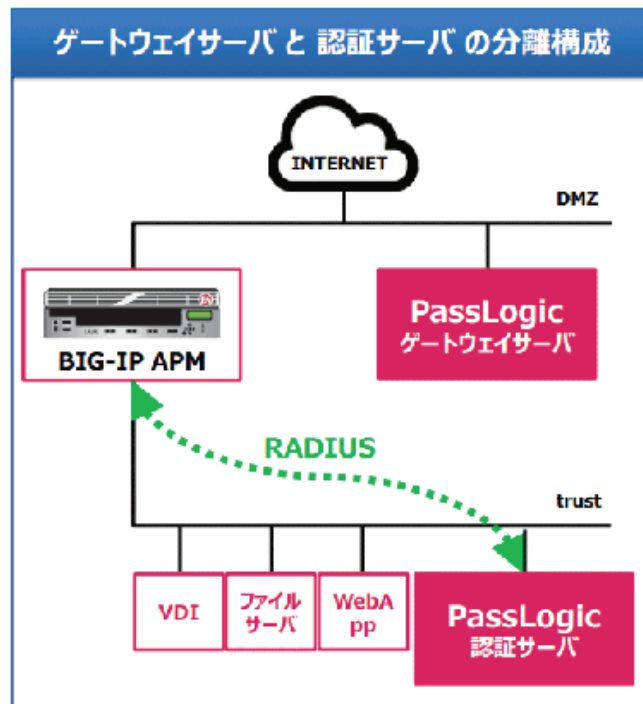 ゲートウェイサーバ と 認証サーバ の分離構成
INTERNET
DMZ
BIG-IP APM
PassLogic
ゲートウェイサーバ
RADIUS
trust
VDI
ファイル
サーバ
WebA
pp
PassLogic
認証サーバ